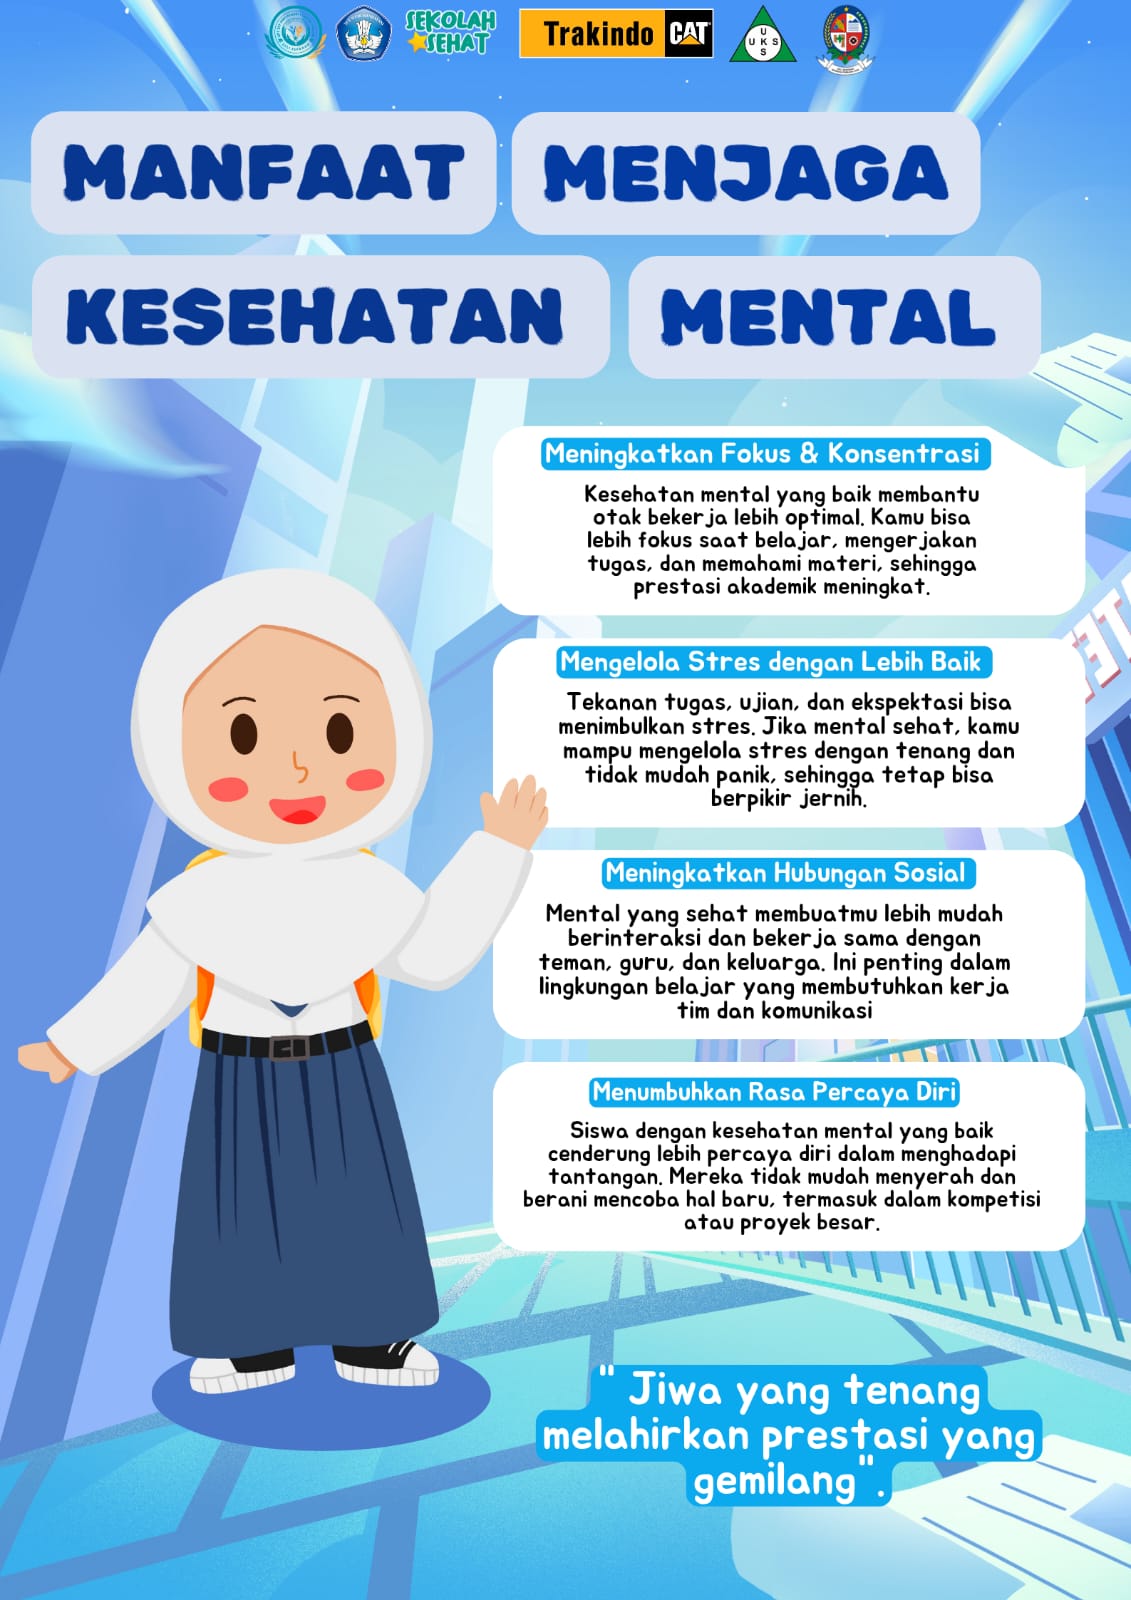 SEKOLAH
SEHAT
Trakindo CAT
U
U K S
S
MANFAAT MENJAGA
KESEHATAN MENTAL
Meningkatkan Fokus & Konsentrasi
Kesehatan mental yang baik membantu
otak bekerja lebih optimal. Kamu bisa
lebih fokus saat belajar, mengerjakan
tugas, dan memahami materi, sehingga
prestasi akademik meningkat.
Mengelola Stres dengan Lebih Baik
Tekanan tugas, ujian, dan ekspektasi bisa
menimbulkan stres. Jika mental sehat, kamu
mampu mengelola stres dengan tenang dan
tidak mudah panik, sehingga tetap bisa
berpikir jernih.
Meningkatkan Hubungan Sosial
Mental yang sehat membuatmu lebih mudah
berinteraksi dan bekerja sama dengan
teman, guru, dan keluarga. Ini penting dalam
lingkungan belajar yang membutuhkan kerja
tim dan komunikasi
Menumbuhkan Rasa Percaya Diri
Siswa dengan kesehatan mental yang baik
cenderung lebih percaya diri dalam menghadapi
tantangan. Mereka tidak mudah menyerah dan
berani mencoba hal baru, termasuk dalam kompetisi
atau proyek besar.
" Jiwa yang tenang
melahirkan prestasi yang
gemilang".